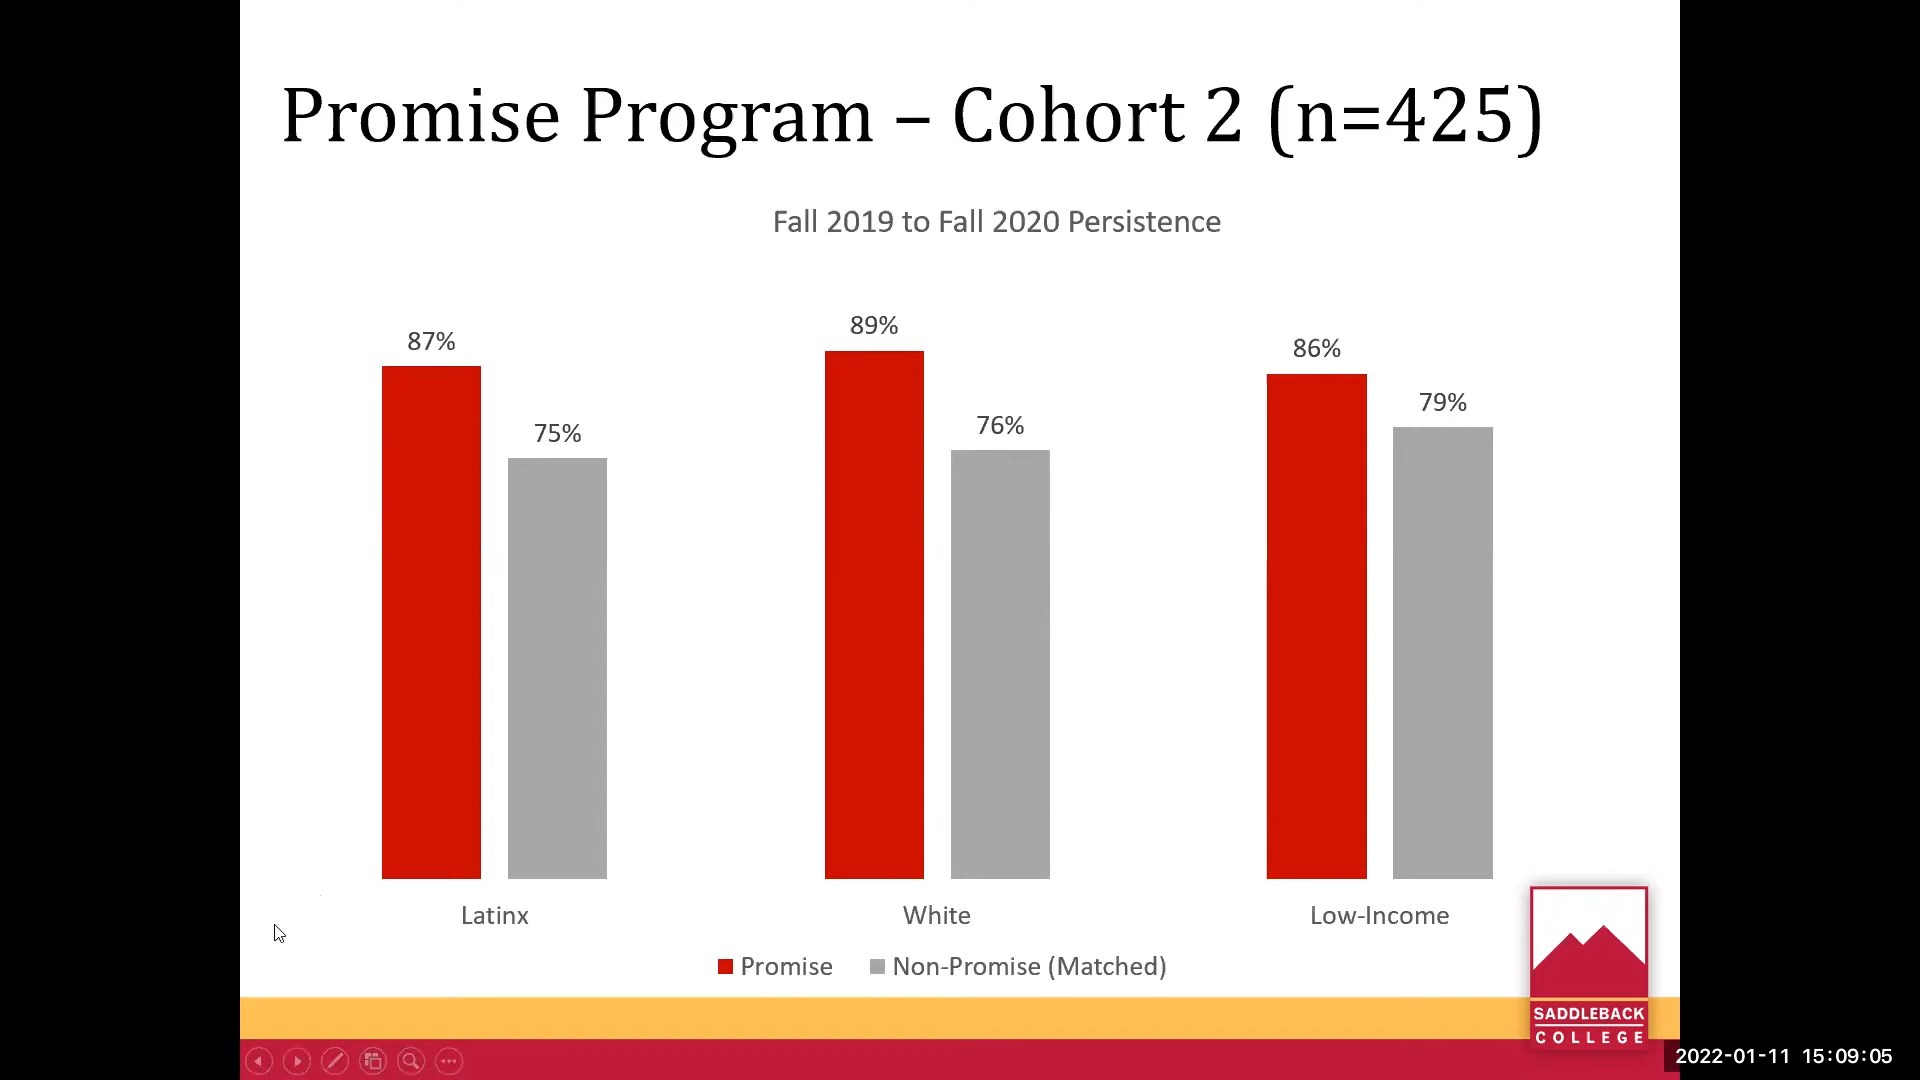 Promise Program – Cohort 2 (n=425)
Fall 2019 to Fall 2020 Persistence
87%
75%
89%
76%
86%
79%
Latinx
White
Low-Income
Promise
Non-Promise (Matched)
SADDLEBACK
COLLEGE
2022-01-11 15:09:05